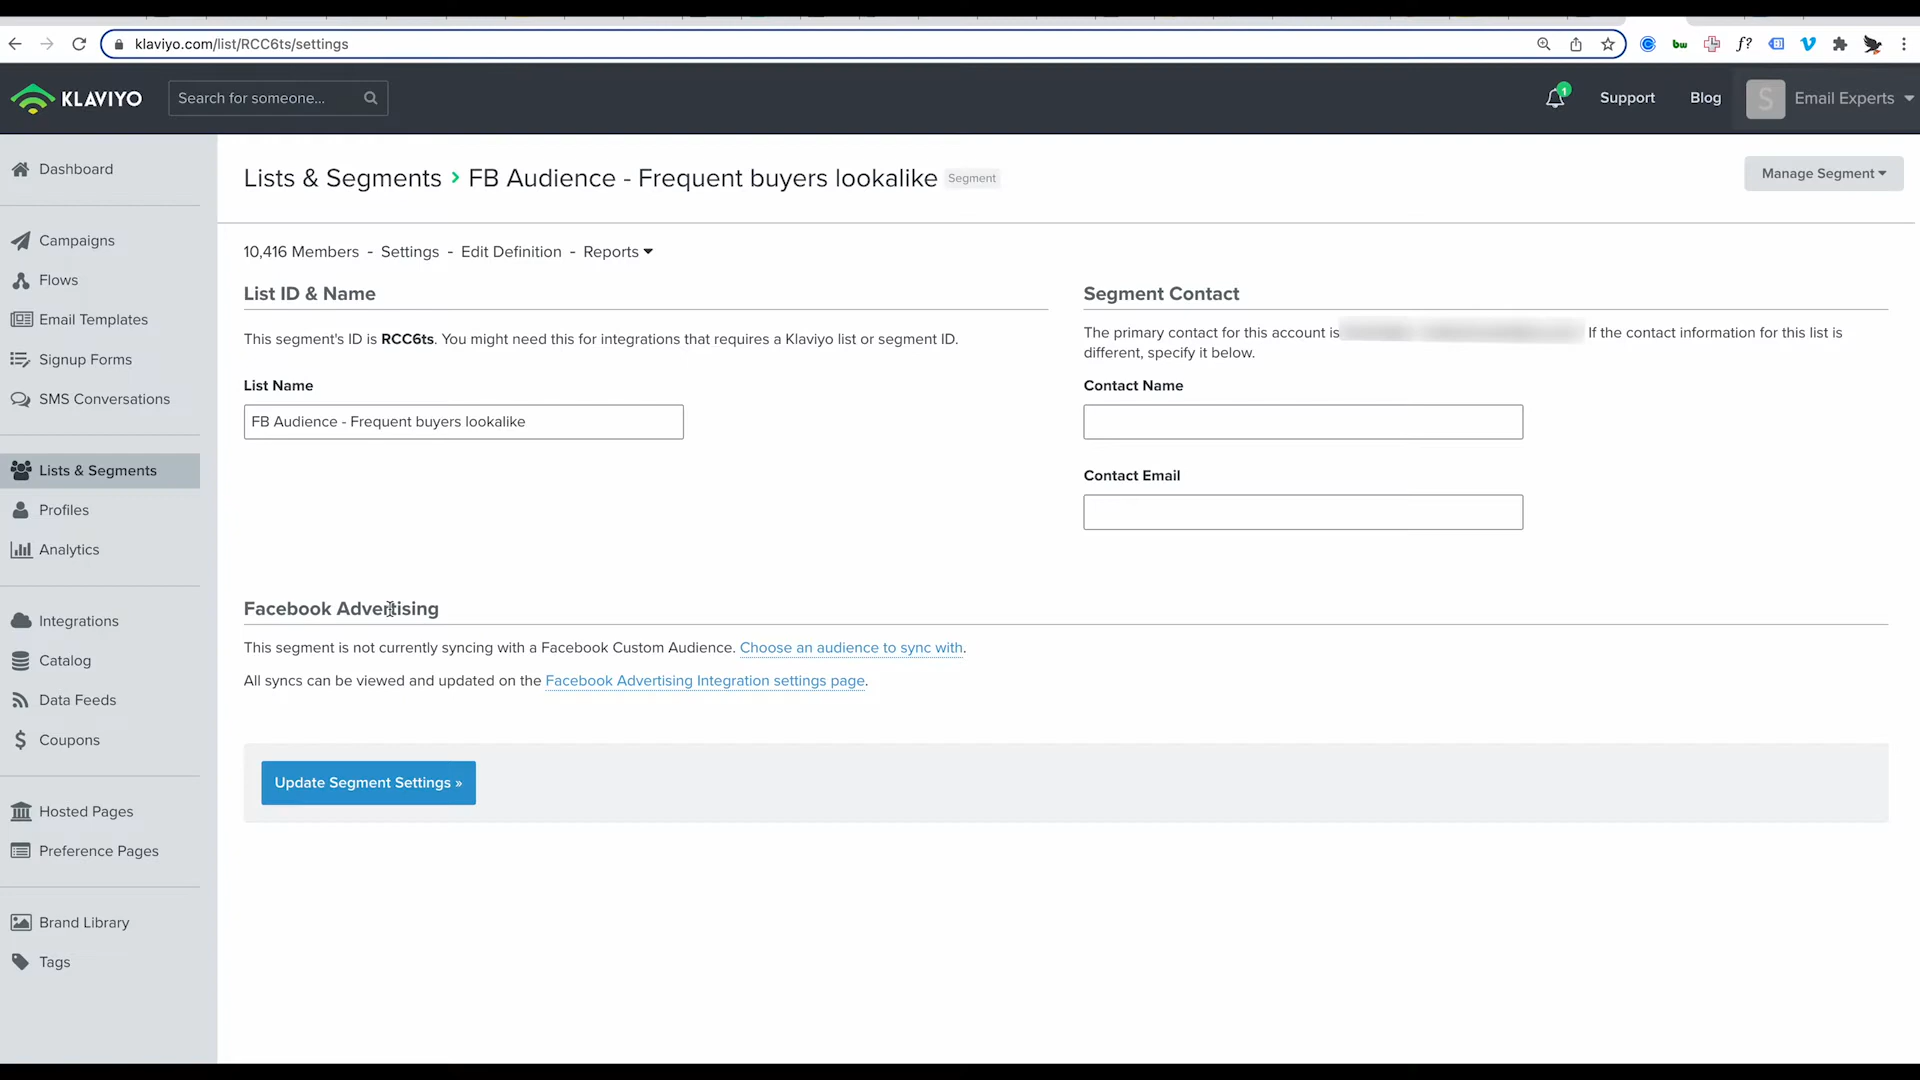 klaviyo.com/list/RCC6ts/settings
bw
f?
KLAVIYO
Search for someone...
1
Support
Blog
S
Email Experts
Dashboard
Campaigns
Flows
Email Templates
Signup Forms
SMS Conversations
Lists & Segments
Profiles
Analytics
Integrations
Catalog
Data Feeds
Coupons
Hosted Pages
Preference Pages
Brand Library
Tags
Lists & Segments > FB Audience - Frequent buyers lookalike Segment
Manage Segment
10,416 Members - Settings - Edit Definition - Reports
List ID & Name
This segment's ID is RCC6ts. You might need this for integrations that requires a Klaviyo list or segment ID.
List Name
FB Audience - Frequent buyers lookalike
Segment Contact
The primary contact for this account is If the contact information for this list is
different, specify it below.
Contact Name
Contact Email
Facebook Advertising
This segment is not currently syncing with a Facebook Custom Audience. Choose an audience to sync with.
All syncs can be viewed and updated on the Facebook Advertising Integration settings page.
Update Segment Settings »